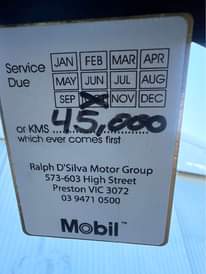 Service JAN FEB MAR APR
Due MAY JUN JUL AUG
SEP NOV DEC
or KMS 45,000
which ever comes first
Ralph D'Silva Motor Group
573-603 High Street
Preston VIC 3072
03 9471 0500
Mobil™